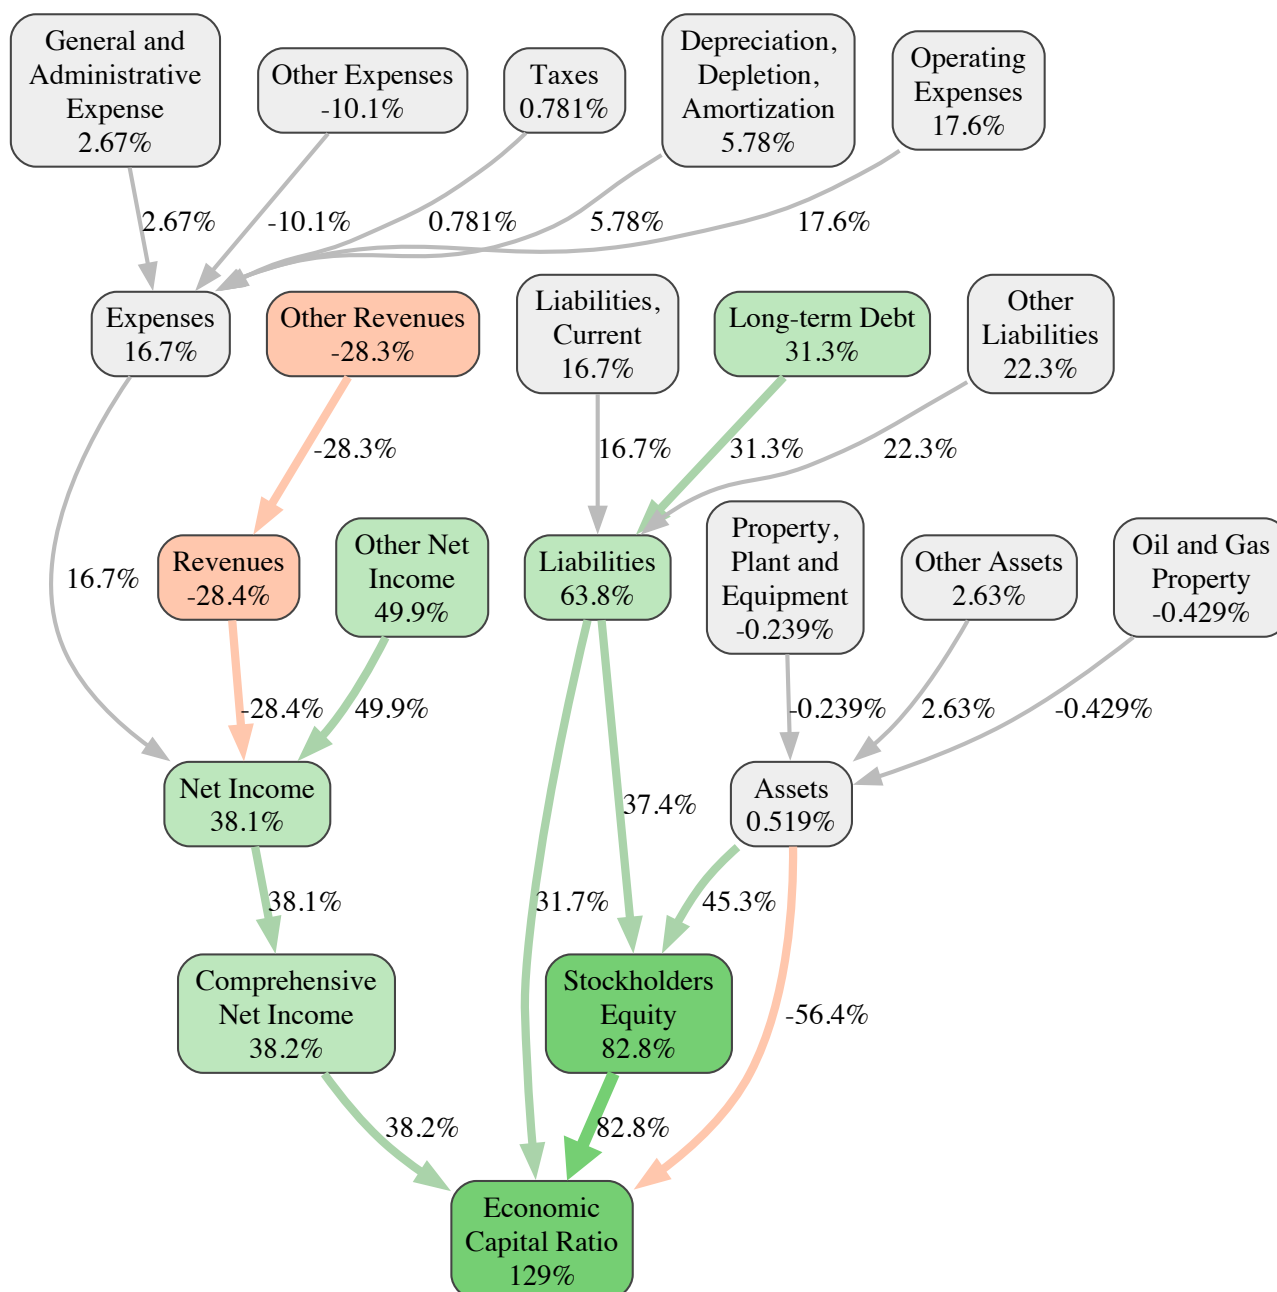 General and
Administrative
Expense
2.67%
Other Expenses
-10.1%
Taxes
0.781%
Depreciation,
Depletion,
Amortization
5.78%
Operating
Expenses
17.6%
2.67%
-10.1%
0.781%
5.78%
17.6%
Expenses
16.7%
Other Revenues
-28.3%
Liabilities,
Current
16.7%
Long-term Debt
31.3%
Other
Liabilities
22.3%
-28.3%
16.7%
31.3%
22.3%
Revenues
-28.4%
Other Net
Income
49.9%
Liabilities
63.8%
Property,
Plant and
Equipment
-0.239%
Other Assets
2.63%
Oil and Gas
Property
-0.429%
16.7%
-28.4%
49.9%
-0.239%
2.63%
-0.429%
Net Income
38.1%
37.4%
Assets
0.519%
38.1%
31.7%
45.3%
Comprehensive
Net Income
38.2%
Stockholders
Equity
82.8%
-56.4%
38.2%
82.8%
Economic
Capital Ratio
129%